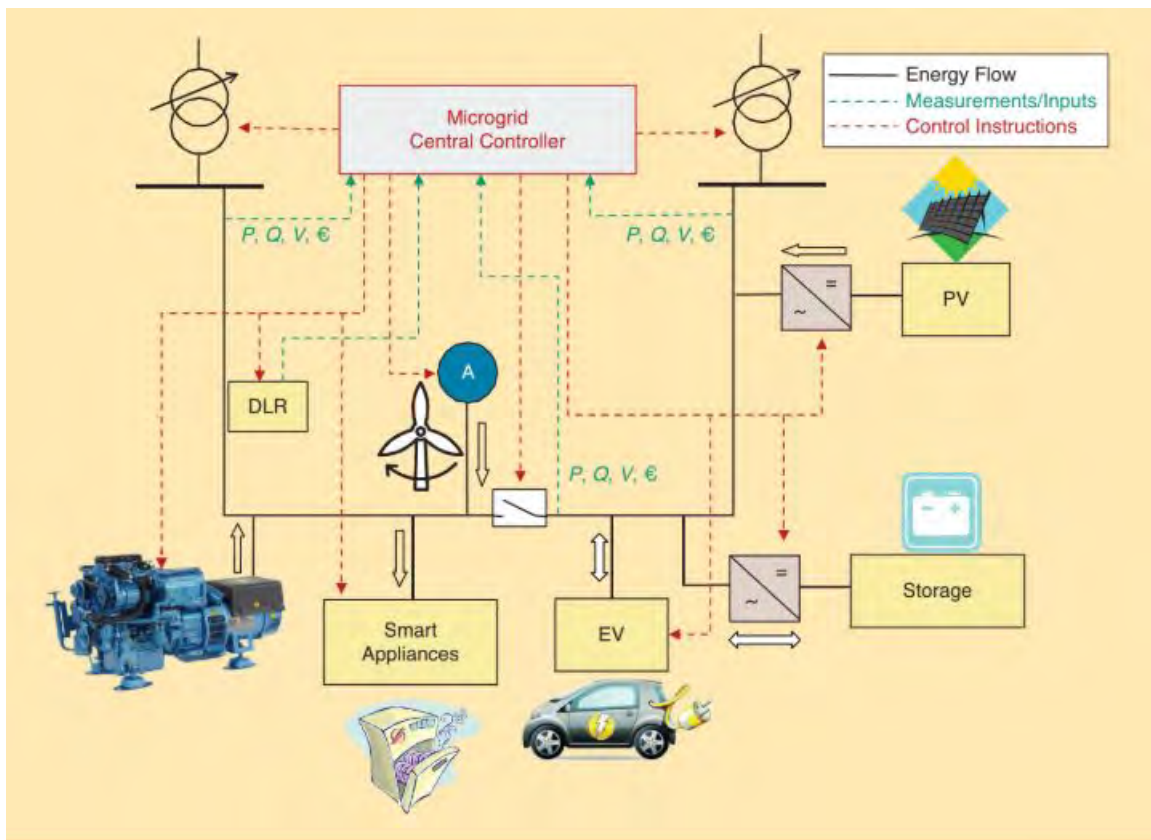 Microgrid
Central Controller
Energy Flow
Measurements/Inputs
Control Instructions
P, Q, V, €
P, Q, V, €
=
~
PV
A
DLR
P, Q, V, €
=
~
Storage
Smart
Appliances
EV